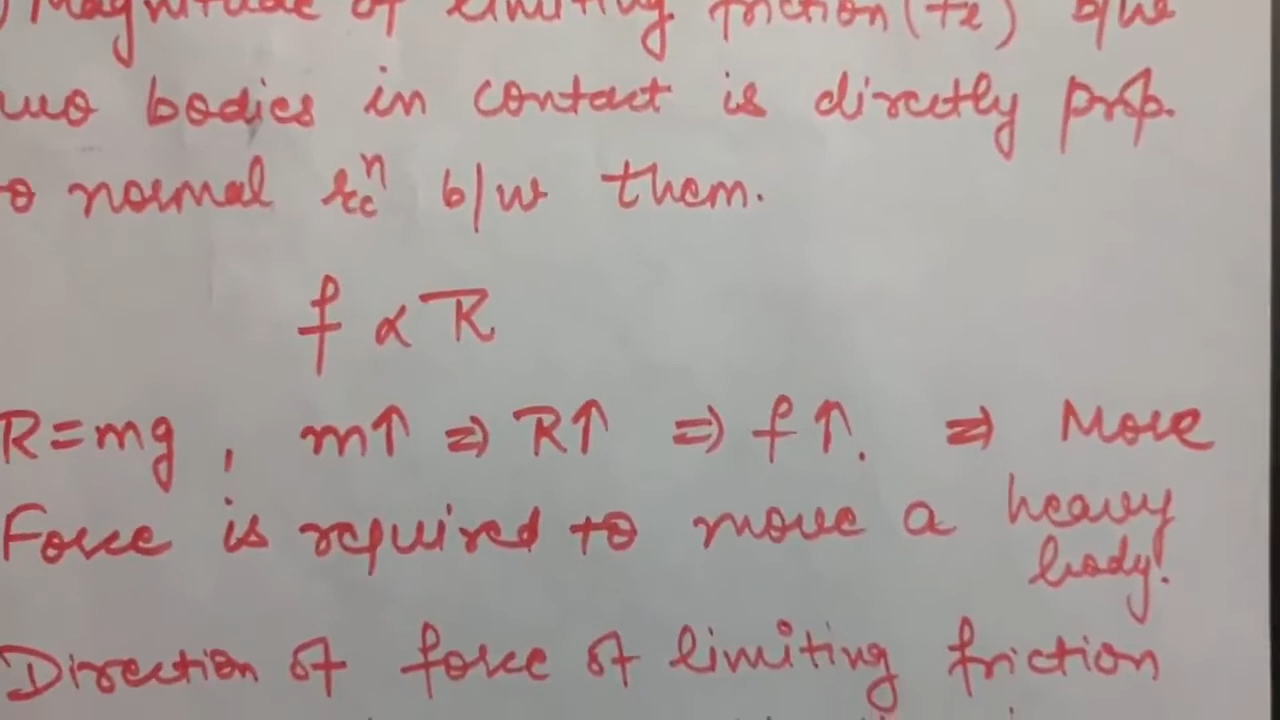 Magnitude of limiting friction (fl) b/w
two bodies in contact is directly prop.
to normal rcn b/w them.
f ∝ R
R = mg , m↑ ⇒ R↑ ⇒ f↑. ⇒ More
Force is required to move a heavy
body.
Direction of force of limiting friction